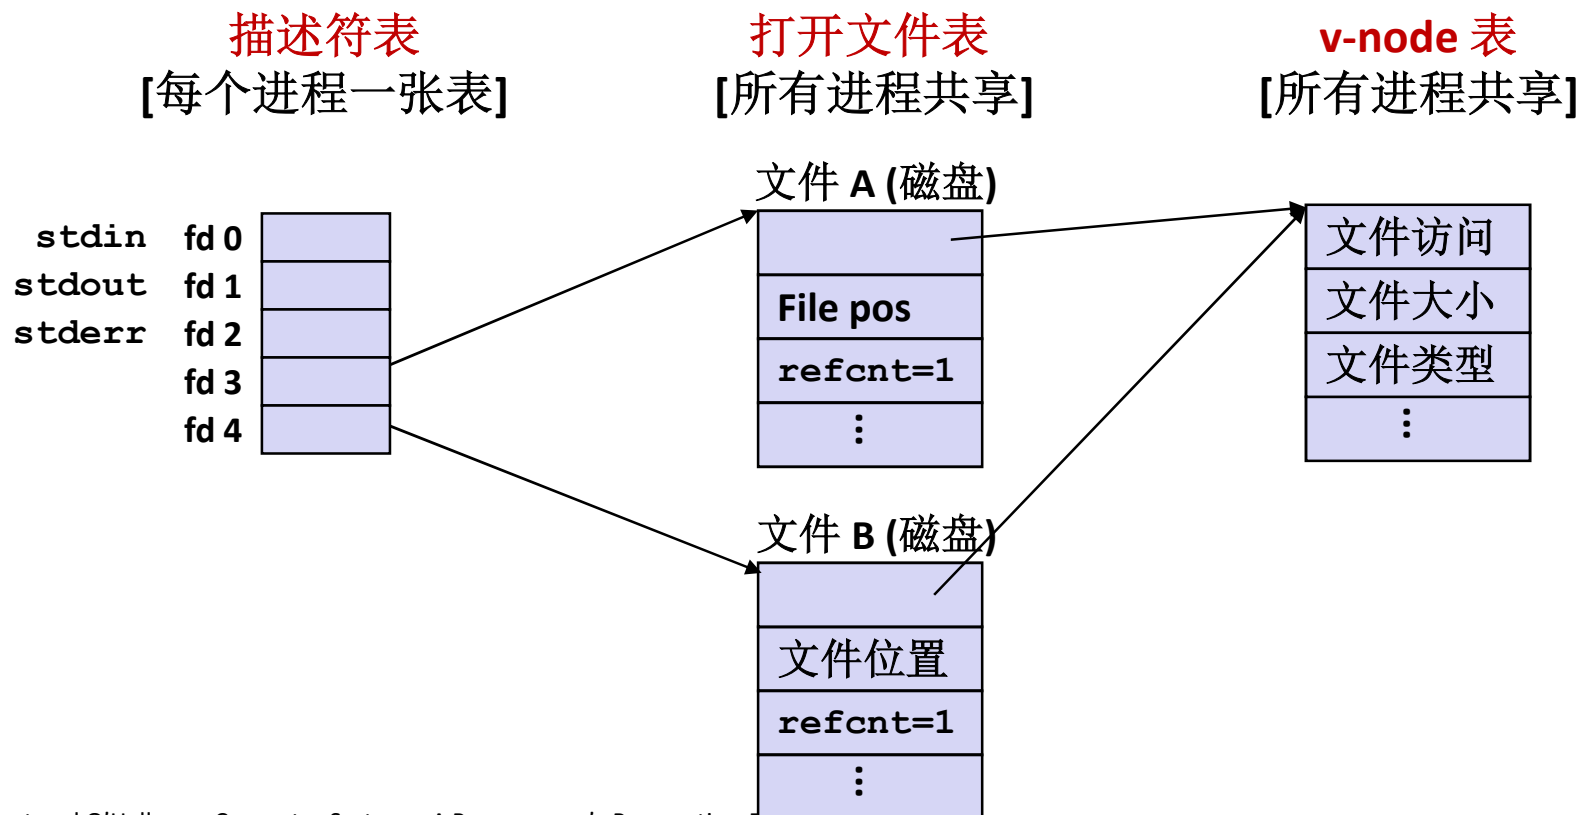 描述符表
[每个进程一张表]
打开文件表
[所有进程共享]
v-node 表
[所有进程共享]
stdin fd 0
stdout fd 1
stderr fd 2
fd 3
fd 4
文件 A (磁盘)
File pos
refcnt=1
⋮
文件 B (磁盘)
文件位置
refcnt=1
⋮
文件访问
文件大小
文件类型
⋮